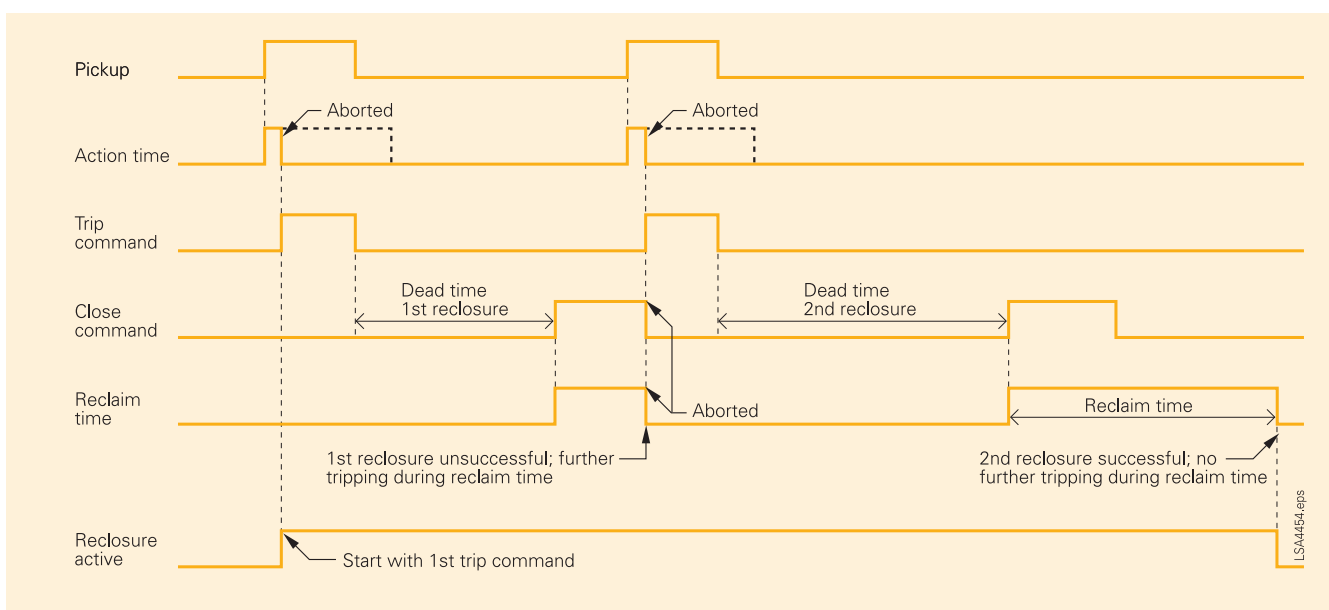 Pickup
Aborted
Aborted
Action time
Trip
command
Dead time
1st reclosure
Dead time
2nd reclosure
Close
command
Reclaim
time
Aborted
Reclaim time
1st reclosure unsuccessful; further
tripping during reclaim time
2nd reclosure successful; no
further tripping during reclaim time
Reclosure
active
Start with 1st trip command
LSA4454.eps